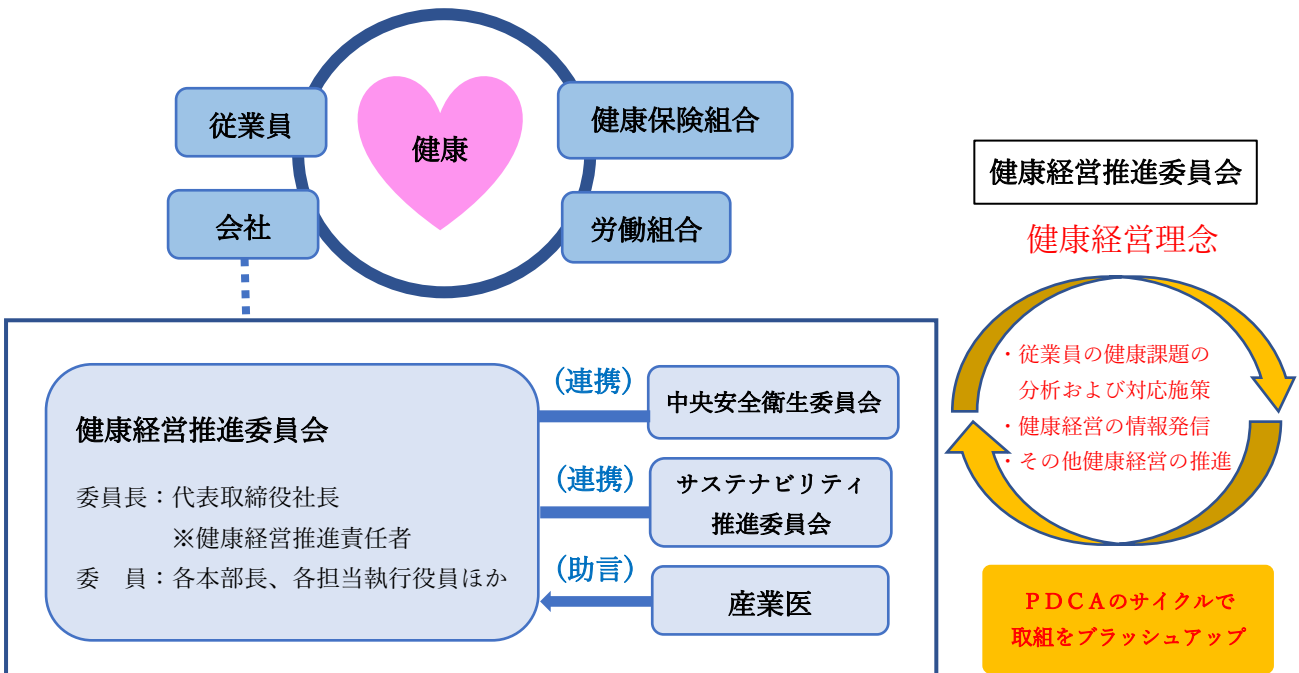 従業員
健康
健康保険組合
会社
労働組合
健康経営推進委員会
委員長：代表取締役社長
※健康経営推進責任者
委　員：各本部長、各担当執行役員ほか
(連携)
中央安全衛生委員会
(連携)
サステナビリティ
推進委員会
(助言)
産業医
健康経営推進委員会
健康経営理念
・従業員の健康課題の
分析および対応施策
・健康経営の情報発信
・その他健康経営の推進
ＰＤＣＡのサイクルで
取組をブラッシュアップ